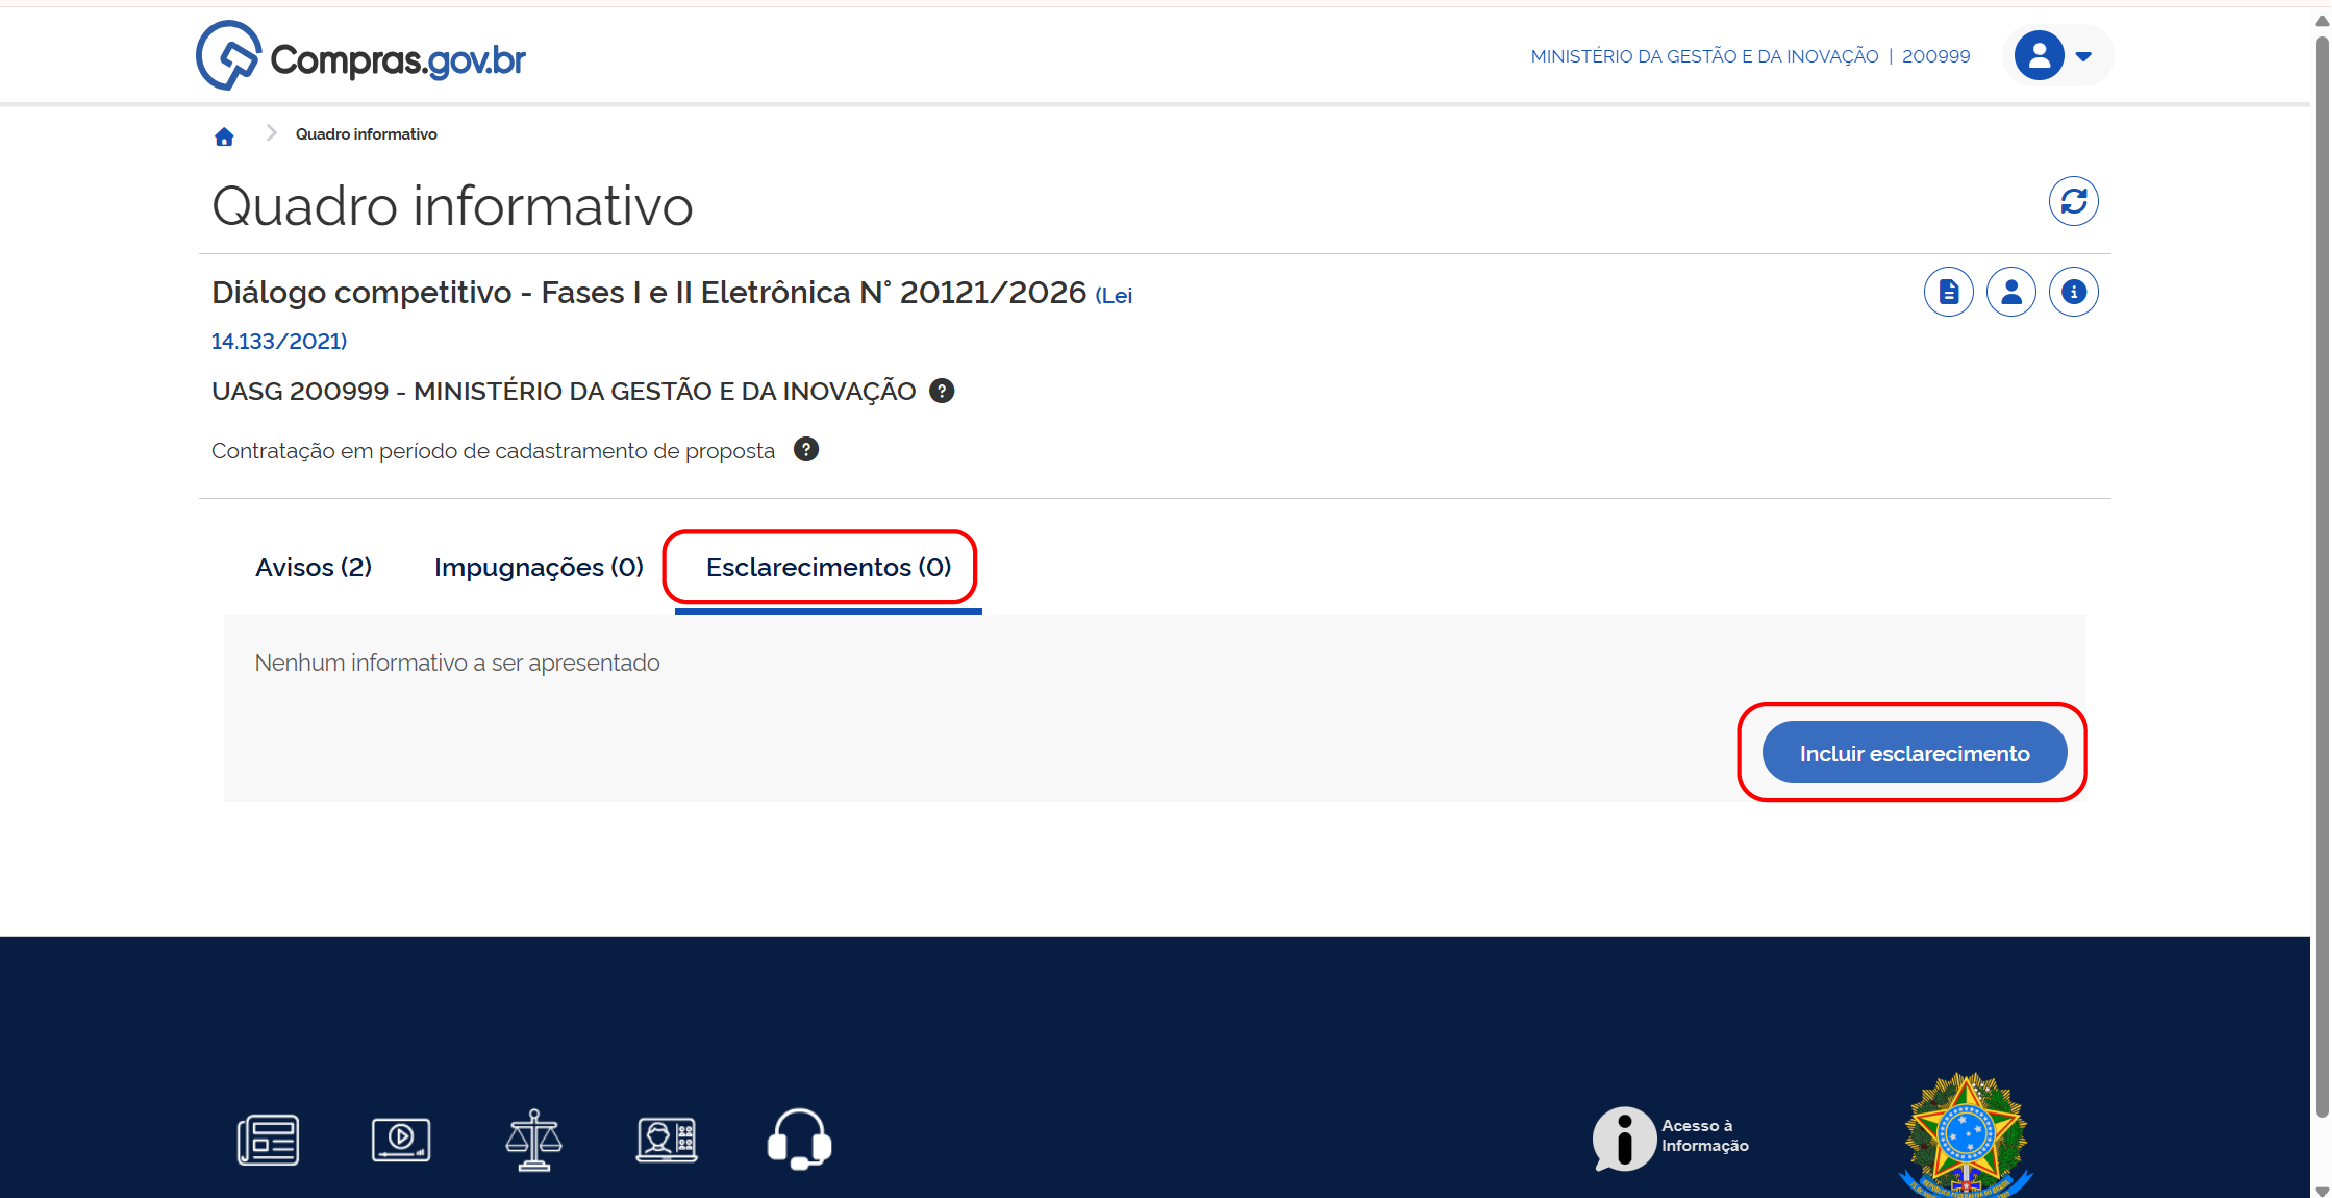 Compras.gov.br
MINISTÉRIO DA GESTÃO E DA INOVAÇÃO | 200999
Quadro informativo
Quadro informativo
Diálogo competitivo - Fases I e II Eletrônica N° 20121/2026 (Lei
14.133/2021)
UASG 200999 - MINISTÉRIO DA GESTÃO E DA INOVAÇÃO
Contratação em período de cadastramento de proposta
Avisos (2) Impugnações (0) Esclarecimentos (0)
Nenhum informativo a ser apresentado
Incluir esclarecimento
Acesso à
Informação